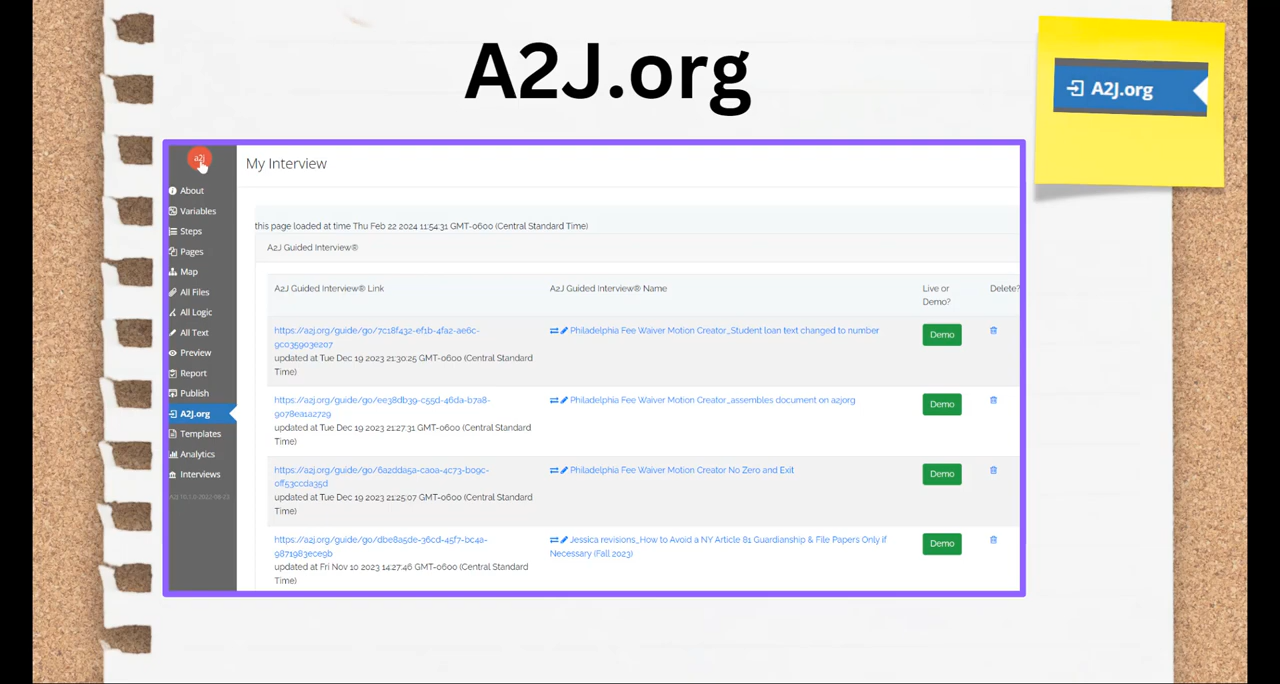 A2J.org
A2J.org
a2j
My Interview
About
Variables
Steps
Pages
Map
All Files
All Logic
All Text
Preview
Report
Publish
A2J.org
Templates
Analytics
Interviews
this page loaded at time Thu Feb 22 2024 11:54:31 GMT-0600 (Central Standard Time)
A2J Guided Interview®
A2J Guided Interview® Link
A2J Guided Interview® Name
Live or
Demo?
Delete?
https://a2j.org/guide/go/7c18f432-ef1b-4fa2-ae6c-
9c035903e207
updated at Tue Dec 19 2023 21:30:25 GMT-0600 (Central Standard
Time)
Philadelphia Fee Waiver Motion Creator_Student loan text changed to number
Demo
https://a2j.org/guide/go/ee38db39-c55d-46da-b7a8-
9078ea1a2729
updated at Tue Dec 19 2023 21:27:31 GMT-0600 (Central Standard
Time)
Philadelphia Fee Waiver Motion Creator_assembles document on a2jorg
Demo
https://a2j.org/guide/go/6a2dda5a-ca0a-4c73-b09c-
0ff53ccda35d
updated at Tue Dec 19 2023 21:25:07 GMT-0600 (Central Standard
Time)
Philadelphia Fee Waiver Motion Creator No Zero and Exit
Demo
https://a2j.org/guide/go/dbe8a5de-36cd-45f7-bc4a-
9871983ece9b
updated at Fri Nov 10 2023 14:27:46 GMT-0600 (Central Standard
Time)
Jessica revisions_How to Avoid a NY Article 81 Guardianship & File Papers Only if
Necessary (Fall 2023)
Demo